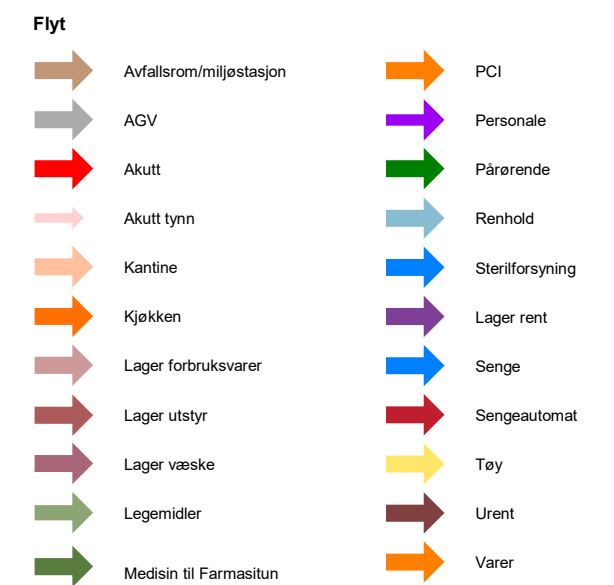 Flyt
Avfallsrom/miljøstasjon
AGV
Akutt
Akutt tynn
Kantine
Kjøkken
Lager forbruksvarer
Lager utstyr
Lager væske
Legemidler
Medisin til Farmasitun
PCI
Personale
Pårørende
Renhold
Sterilforsyning
Lager rent
Senge
Sengeautomat
Tøy
Urent
Varer